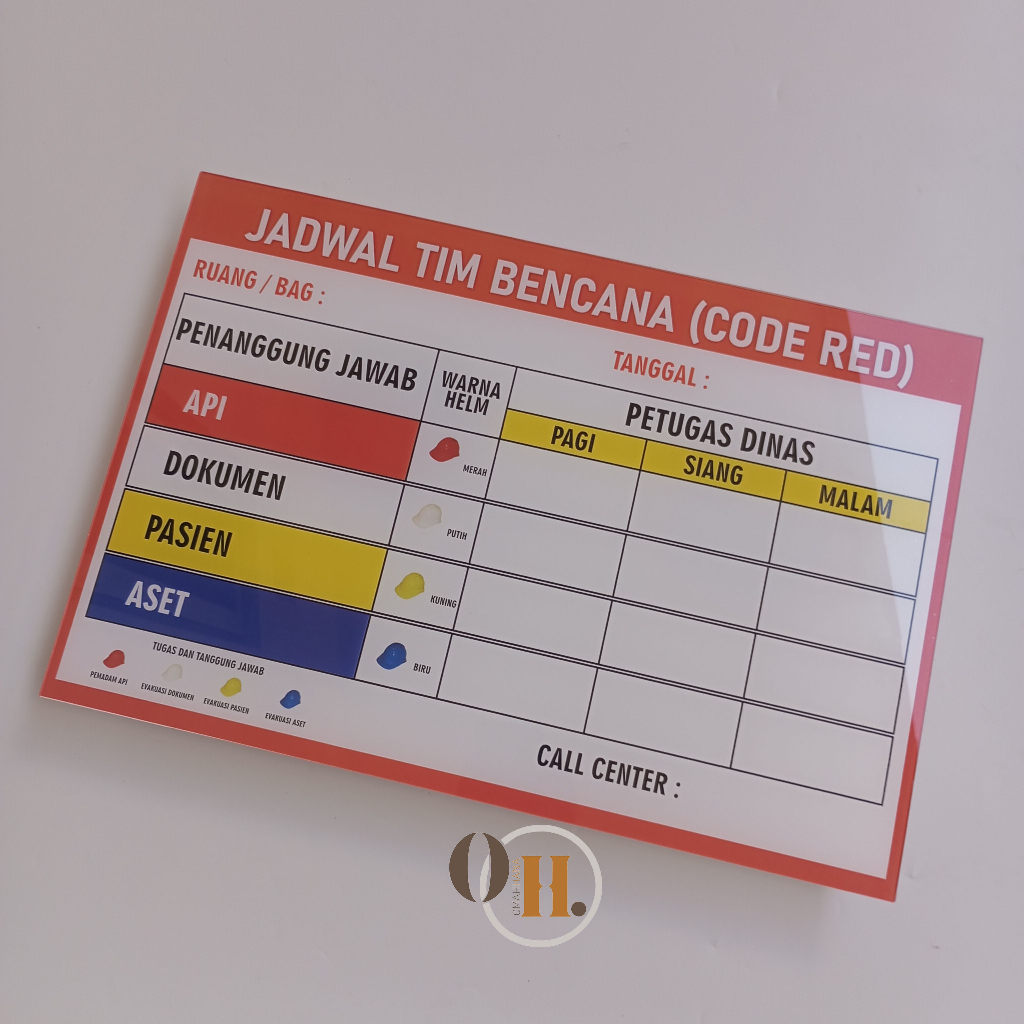 JADWAL TIM BENCANA (CODE RED)
RUANG / BAG :
TANGGAL :
PENANGGUNG JAWAB
WARNA
HELM
PETUGAS DINAS
PAGI
SIANG
MALAM
API
MERAH
DOKUMEN
PUTIH
PASIEN
KUNING
ASET
BIRU
TUGAS DAN TANGGUNG JAWAB
PEMADAM API
EVAKUASI DOKUMEN
EVAKUASI PASIEN
EVAKUASI ASET
CALL CENTER :
OH.